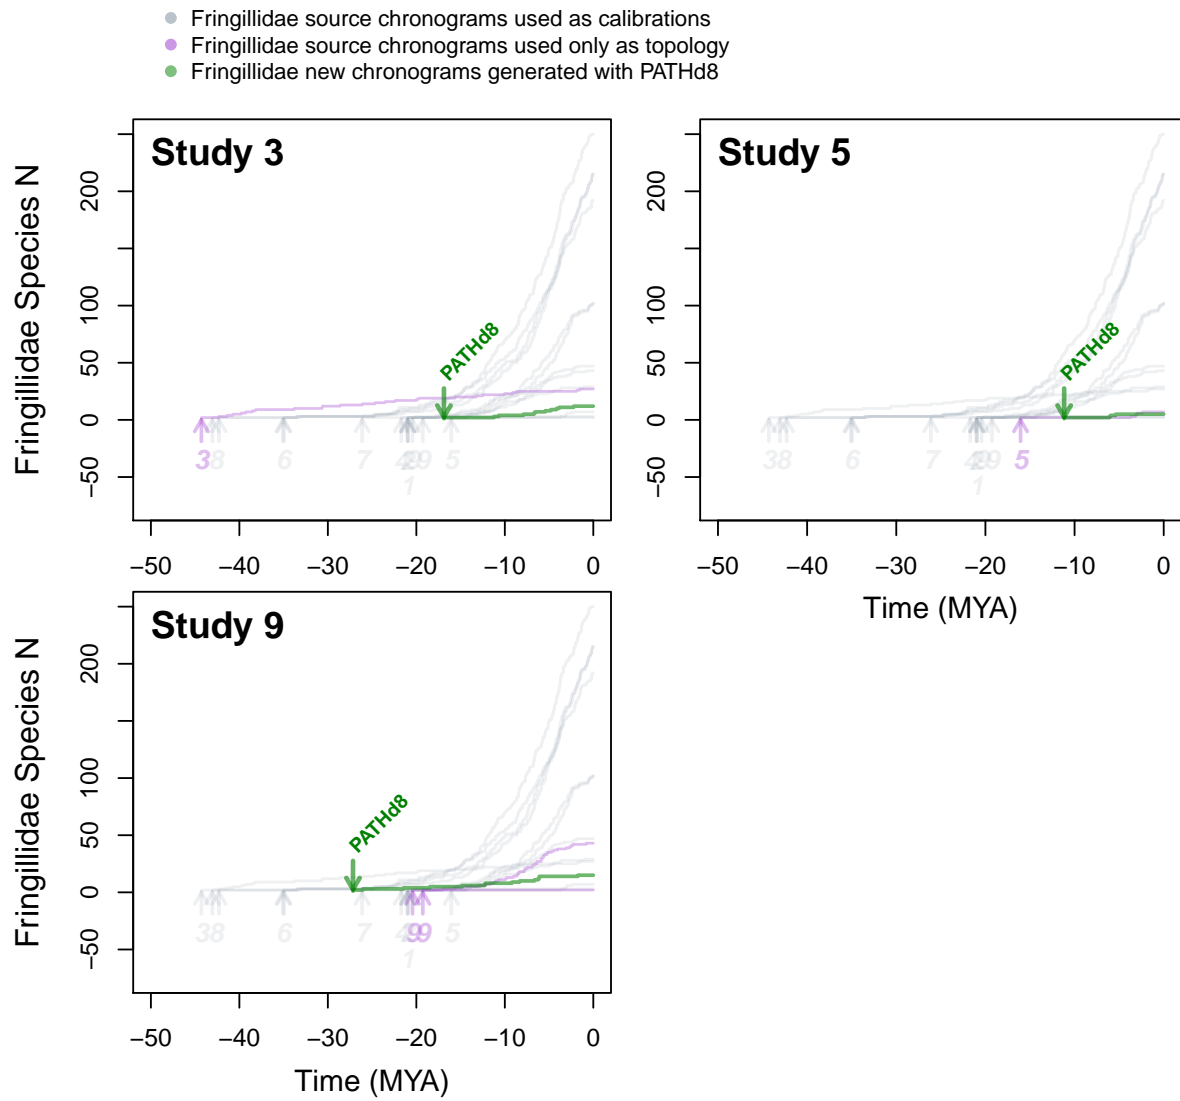 Fringillidae source chronograms used as calibrations
Fringillidae source chronograms used only as topology
Fringillidae new chronograms generated with PATHd8
Study 3
Fringillidae Species N
200
100
50
0
−50
PATHd8
3
8
6
7
9
5
1
−50 −40 −30 −20 −10 0
Study 5
200
100
50
0
−50
PATHd8
3
8
6
7
9
5
1
−50 −40 −30 −20 −10 0
Time (MYA)
Study 9
Fringillidae Species N
200
100
50
0
−50
PATHd8
3
8
6
7
4
9
9
5
1
−50 −40 −30 −20 −10 0
Time (MYA)